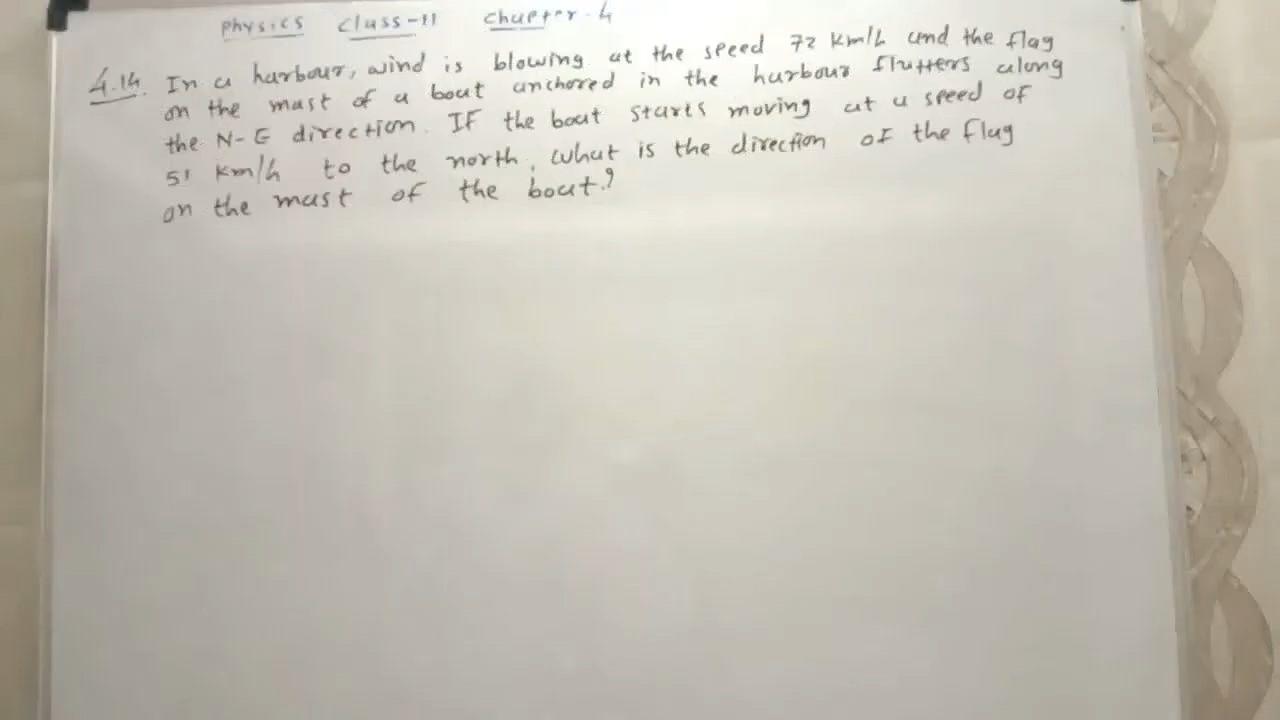 Physics Class-11 Chapter-4
4.14. In a harbour, wind is blowing at the speed 72 km/h and the flag
on the mast of a boat anchored in the harbour flutters along
the N-E direction. If the boat starts moving at a speed of
51 km/h to the north, what is the direction of the flag
on the mast of the boat?